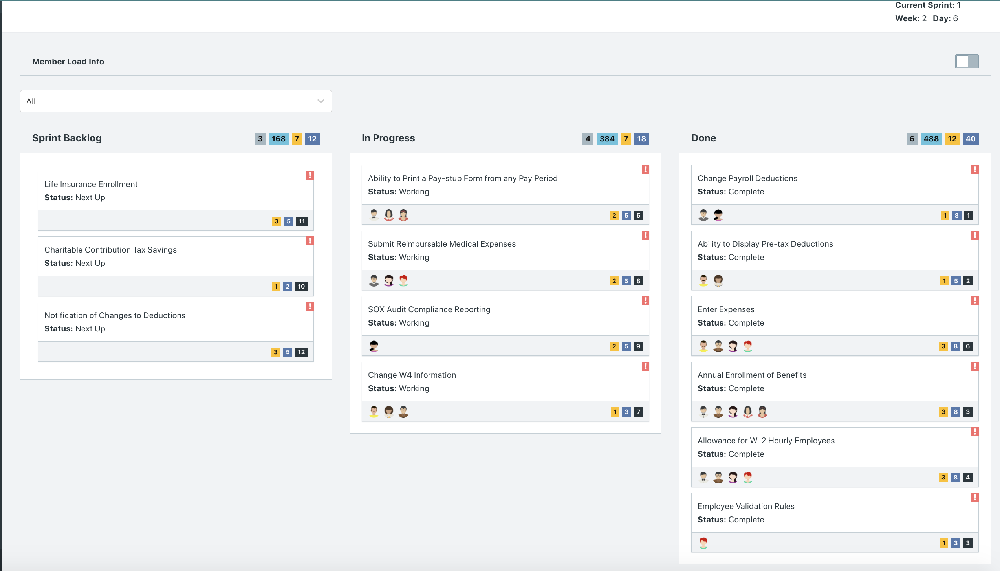 Current Sprint: 1
Week: 2 Day: 6
Member Load Info
All
Sprint Backlog 3 168 7 12
Life Insurance Enrollment
Status: Next Up
3 5 11
Charitable Contribution Tax Savings
Status: Next Up
1 2 10
Notification of Changes to Deductions
Status: Next Up
3 5 12
In Progress 4 384 7 18
Ability to Print a Pay-stub Form from any Pay Period
Status: Working
2 5 5
Submit Reimbursable Medical Expenses
Status: Working
2 5 8
SOX Audit Compliance Reporting
Status: Working
2 5 9
Change W4 Information
Status: Working
1 3 7
Done 6 488 12 40
Change Payroll Deductions
Status: Complete
1 8 1
Ability to Display Pre-tax Deductions
Status: Complete
1 5 2
Enter Expenses
Status: Complete
3 8 6
Annual Enrollment of Benefits
Status: Complete
3 8 3
Allowance for W-2 Hourly Employees
Status: Complete
3 8 4
Employee Validation Rules
Status: Complete
1 3 3